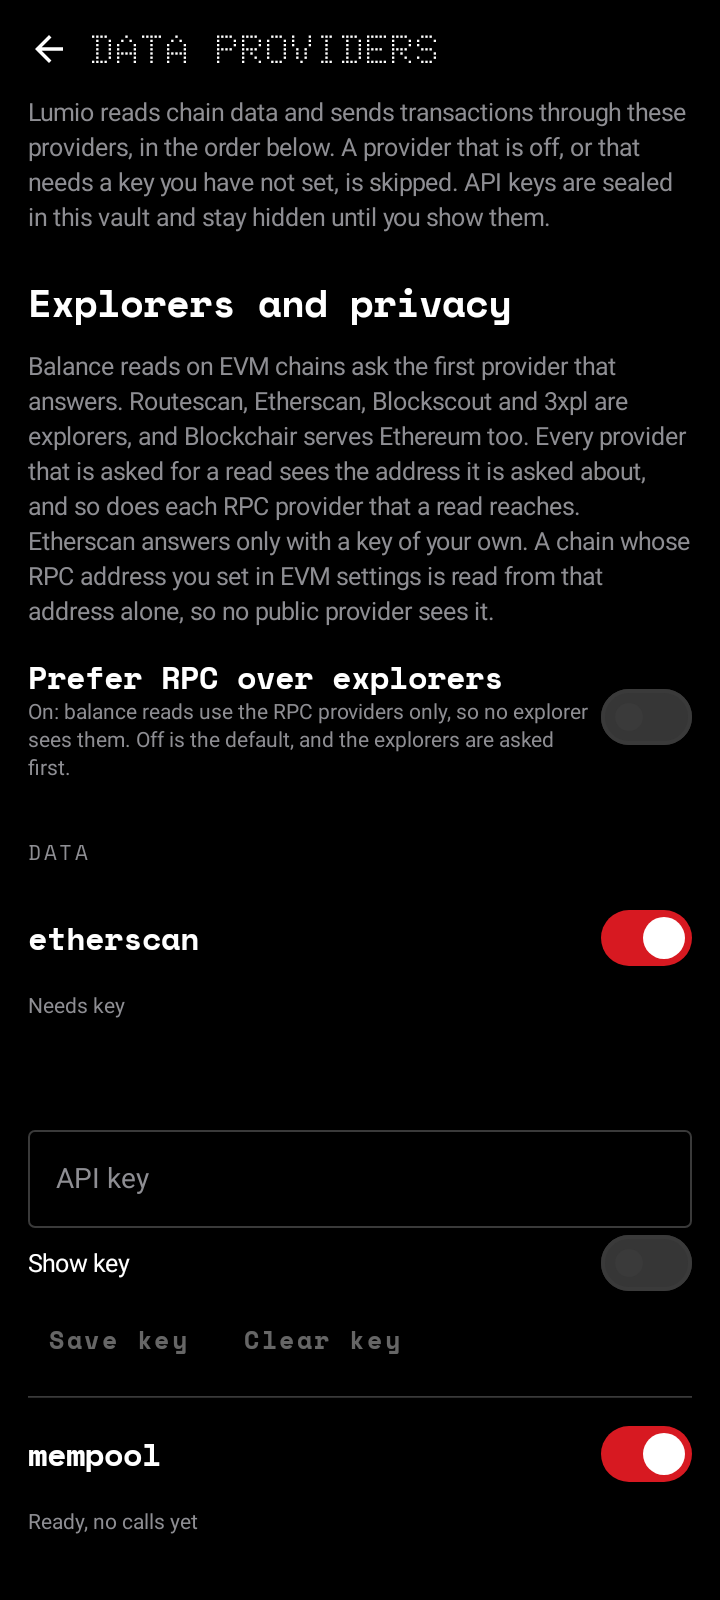 DATA PROVIDERS
Lumio reads chain data and sends transactions through these
providers, in the order below. A provider that is off, or that
needs a key you have not set, is skipped. API keys are sealed
in this vault and stay hidden until you show them.
Explorers and privacy
Balance reads on EVM chains ask the first provider that
answers. Routescan, Etherscan, Blockscout and 3xpl are
explorers, and Blockchair serves Ethereum too. Every provider
that is asked for a read sees the address it is asked about,
and so does each RPC provider that a read reaches.
Etherscan answers only with a key of your own. A chain whose
RPC address you set in EVM settings is read from that
address alone, so no public provider sees it.
Prefer RPC over explorers
On: balance reads use the RPC providers only, so no explorer
sees them. Off is the default, and the explorers are asked
first.
DATA
etherscan
Needs key
API key
Show key
Save key Clear key
mempool
Ready, no calls yet